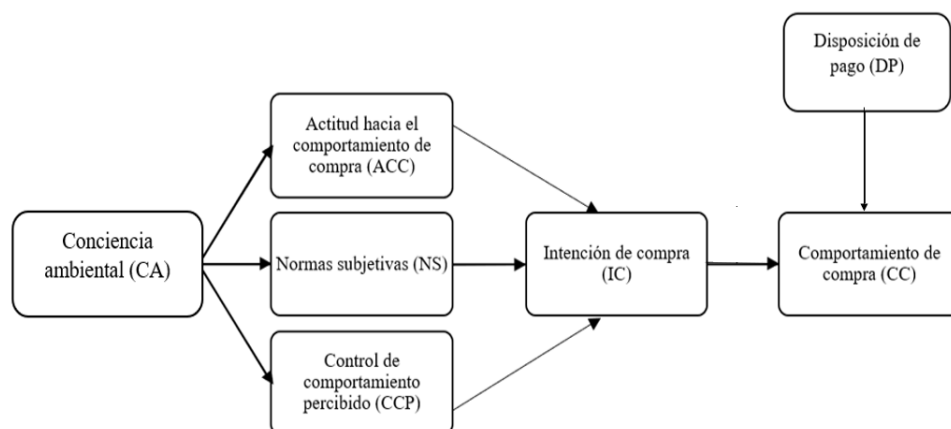 Disposición de
pago (DP)
Actitud hacia el
comportamiento de
compra (ACC)
Conciencia
ambiental (CA)
Normas subjetivas (NS)
Intención de compra
(IC)
Comportamiento de
compra (CC)
Control de
comportamiento
percibido (CCP)